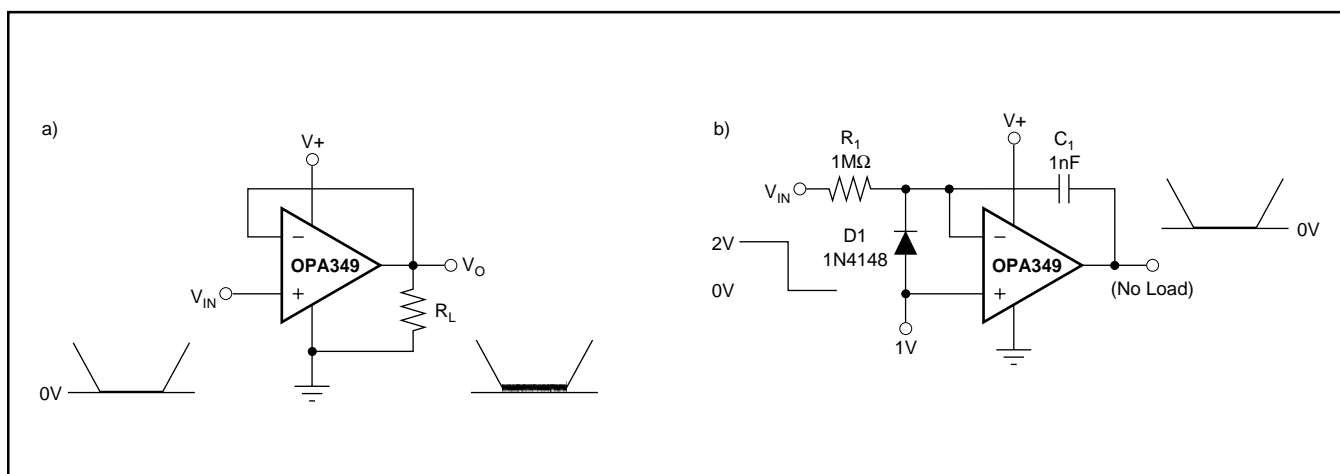 a)
V+
OPA349
−
+
V_IN
V_O
R_L
0V
b)
V+
R_1
1MΩ
C_1
1nF
V_IN
D1
1N4148
2V
0V
−
OPA349
+
1V
0V
(No Load)